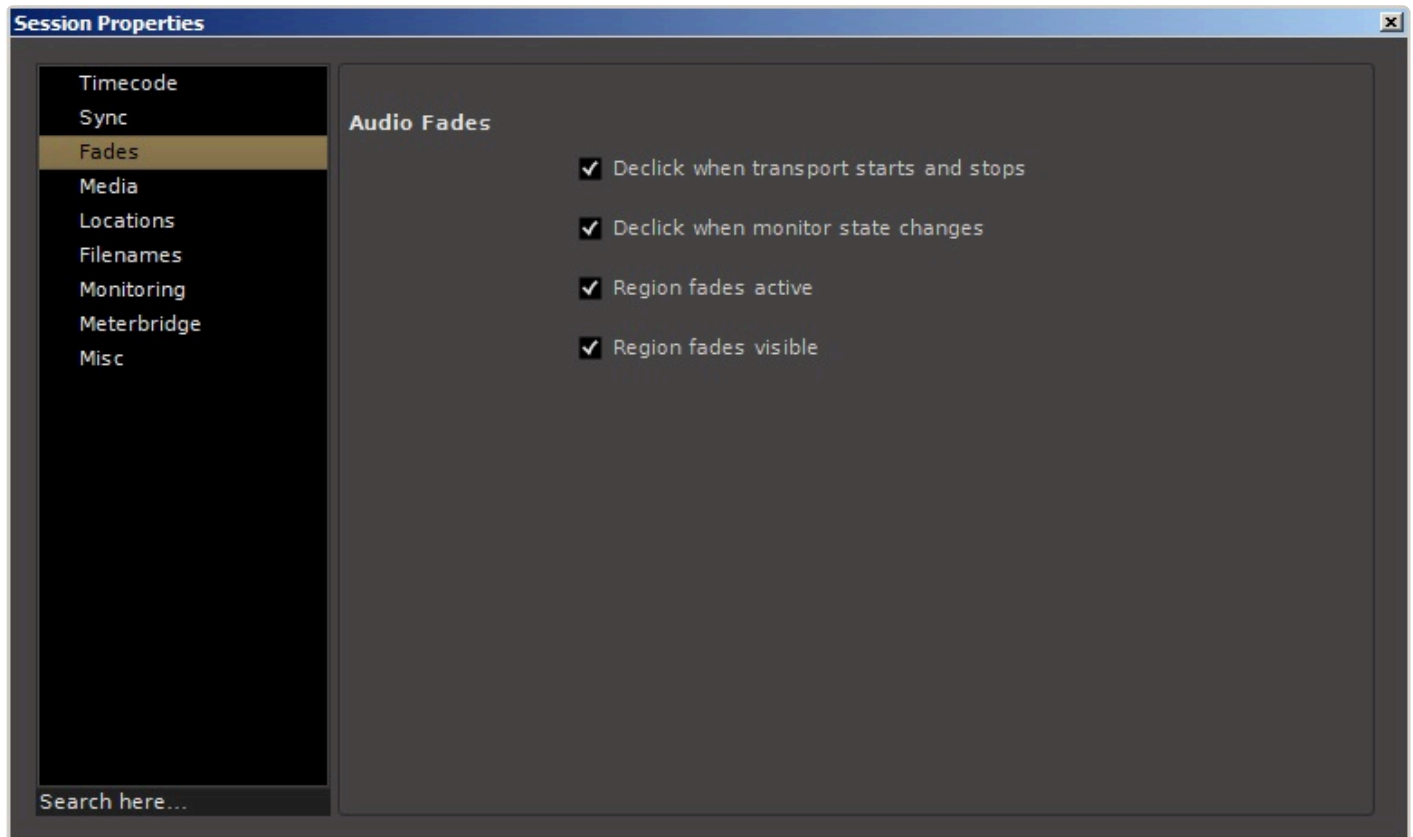 Session Properties
Timecode
Sync
Fades
Media
Locations
Filenames
Monitoring
Meterbridge
Misc
Search here...
Audio Fades
Declick when transport starts and stops
Declick when monitor state changes
Region fades active
Region fades visible